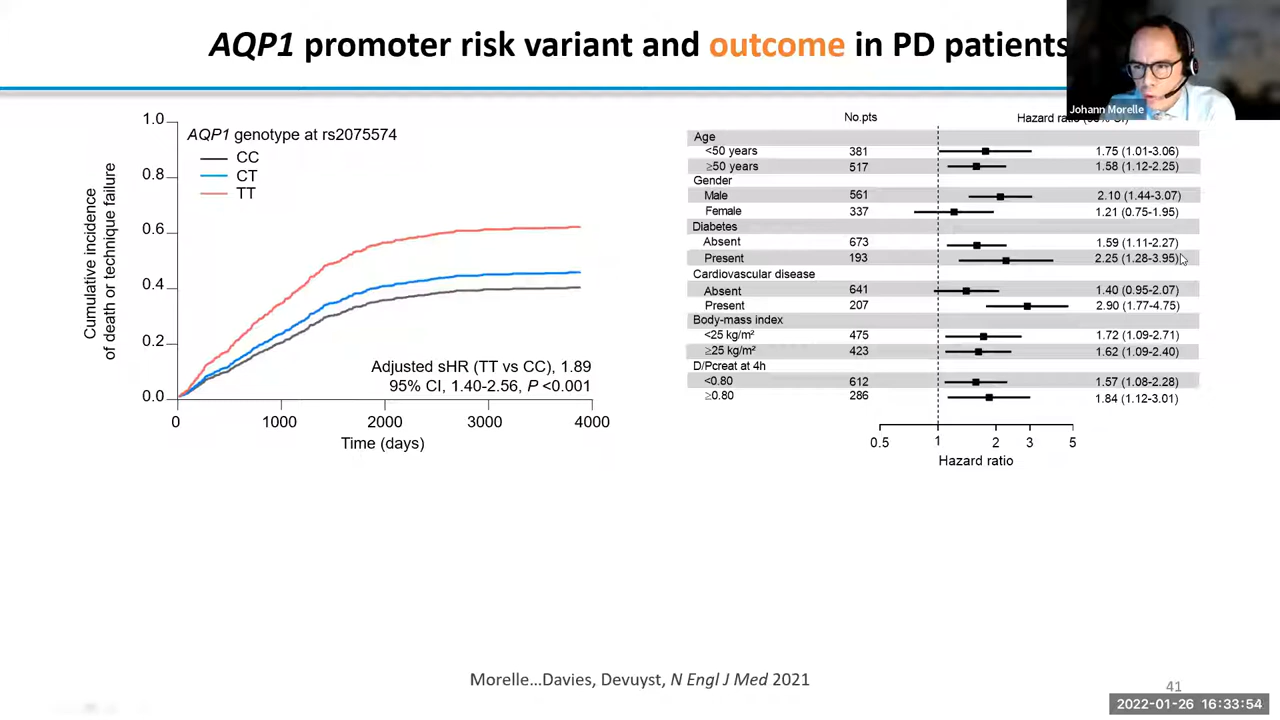 AQP1 promoter risk variant and outcome in PD patients
Johann Morelle
AQP1 genotype at rs2075574
CC
CT
TT
Cumulative incidence
of death or technique failure
1.0
0.8
0.6
0.4
0.2
0.0
Adjusted sHR (TT vs CC), 1.89
95% CI, 1.40-2.56, P <0.001
0 1000 2000 3000 4000
Time (days)
No.pts Hazard ratio (95% CI)
Age
<50 years 381 1.75 (1.01-3.06)
≥50 years 517 1.58 (1.12-2.25)
Gender
Male 561 2.10 (1.44-3.07)
Female 337 1.21 (0.75-1.95)
Diabetes
Absent 673 1.59 (1.11-2.27)
Present 193 2.25 (1.28-3.95)
Cardiovascular disease
Absent 641 1.40 (0.95-2.07)
Present 207 2.90 (1.77-4.75)
Body-mass index
<25 kg/m² 475 1.72 (1.09-2.71)
≥25 kg/m² 423 1.62 (1.09-2.40)
D/Pcreat at 4h
<0.80 612 1.57 (1.08-2.28)
≥0.80 286 1.84 (1.12-3.01)
0.5 1 2 3 5
Hazard ratio
Morelle...Davies, Devuyst, N Engl J Med 2021
41
2022-01-26 16:33:54